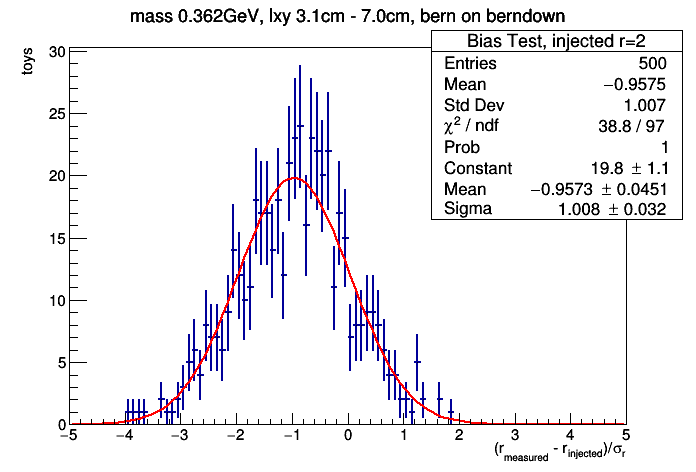 mass 0.362GeV, lxy 3.1cm - 7.0cm, bern on berndown
toys
Bias Test, injected r=2
Entries 500
Mean −0.9575
Std Dev 1.007
χ² / ndf 38.8 / 97
Prob 1
Constant 19.8 ± 1.1
Mean −0.9573 ± 0.0451
Sigma 1.008 ± 0.032
30
25
20
15
10
5
0
−5 −4 −3 −2 −1 0 1 2 3 4 5
(r_measured - r_injected)/σ_r